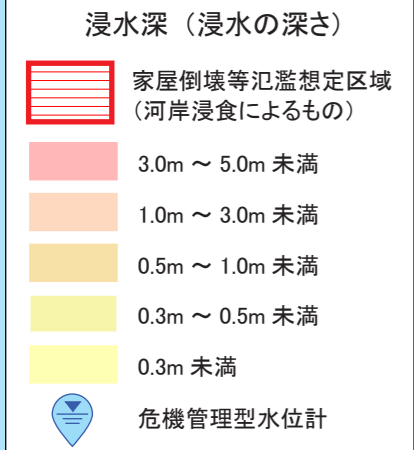 浸水深（浸水の深さ）
家屋倒壊等氾濫想定区域
（河岸浸食によるもの）
3.0m ～ 5.0m 未満
1.0m ～ 3.0m 未満
0.5m ～ 1.0m 未満
0.3m ～ 0.5m 未満
0.3m 未満
危機管理型水位計